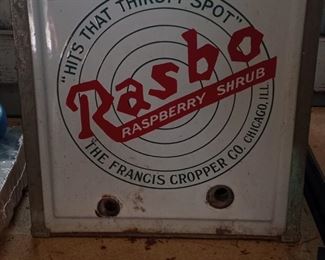 "HITS THAT THIRSTY SPOT"
Rasbo
RASPBERRY SHRUB
THE FRANCIS CROPPER CO. CHICAGO, ILL.